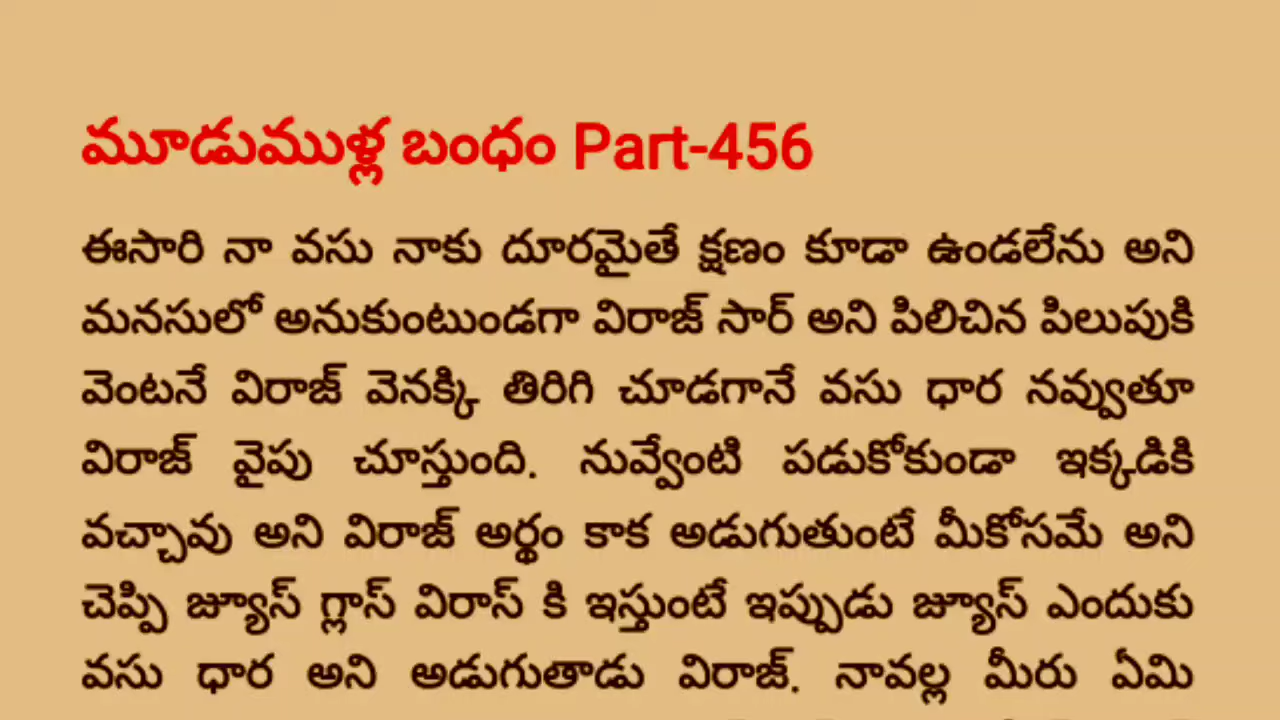 మూడుముళ్ల బంధం Part-456
ఈసారి నా వసు నాకు దూరమైతే క్షణం కూడా ఉండలేను అని
మనసులో అనుకుంటుండగా విరాజ్ సార్ అని పిలిచిన పిలుపుకి
వెంటనే విరాజ్ వెనక్కి తిరిగి చూడగానే వసు ధార నవ్వుతూ
విరాజ్ వైపు చూస్తుంది. నువ్వేంటి పడుకోకుండా ఇక్కడికి
వచ్చావు అని విరాజ్ అర్థం కాక అడుగుతుంటే మీకోసమే అని
చెప్పి జ్యూస్ గ్లాస్ విరాస్ కి ఇస్తుంటే ఇప్పుడు జ్యూస్ ఎందుకు
వసు ధార అని అడుగుతాడు విరాజ్. నావల్ల మీరు ఏమి